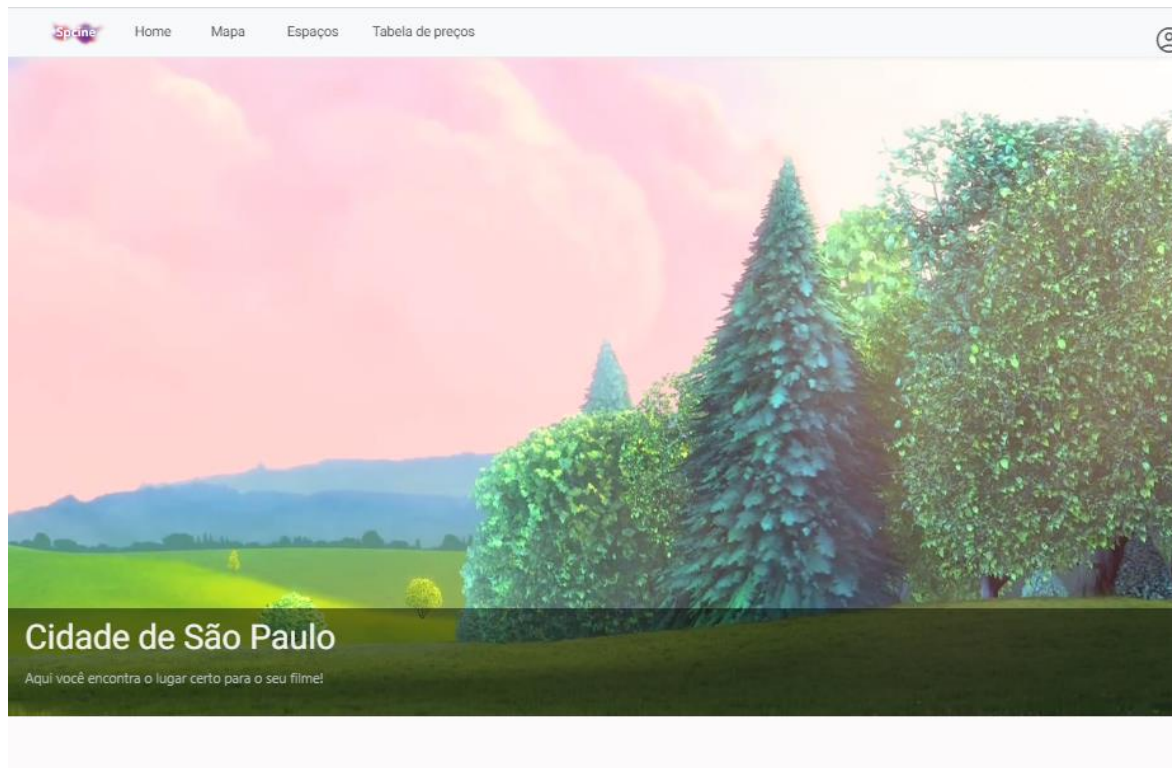 Spcine
Home Mapa Espaços Tabela de preços
Cidade de São Paulo
Aqui você encontra o lugar certo para o seu filme!